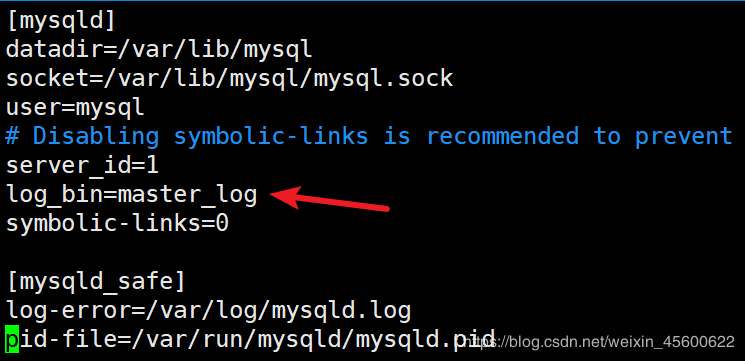 [mysqld]
datadir=/var/lib/mysql
socket=/var/lib/mysql/mysql.sock
user=mysql
# Disabling symbolic-links is recommended to prevent
server_id=1
log_bin=master_log
symbolic-links=0
[mysqld_safe]
log-error=/var/log/mysqld.log
pid-file=/var/run/mysqld/mysqld.pid
https://blog.csdn.net/weixin_45600622